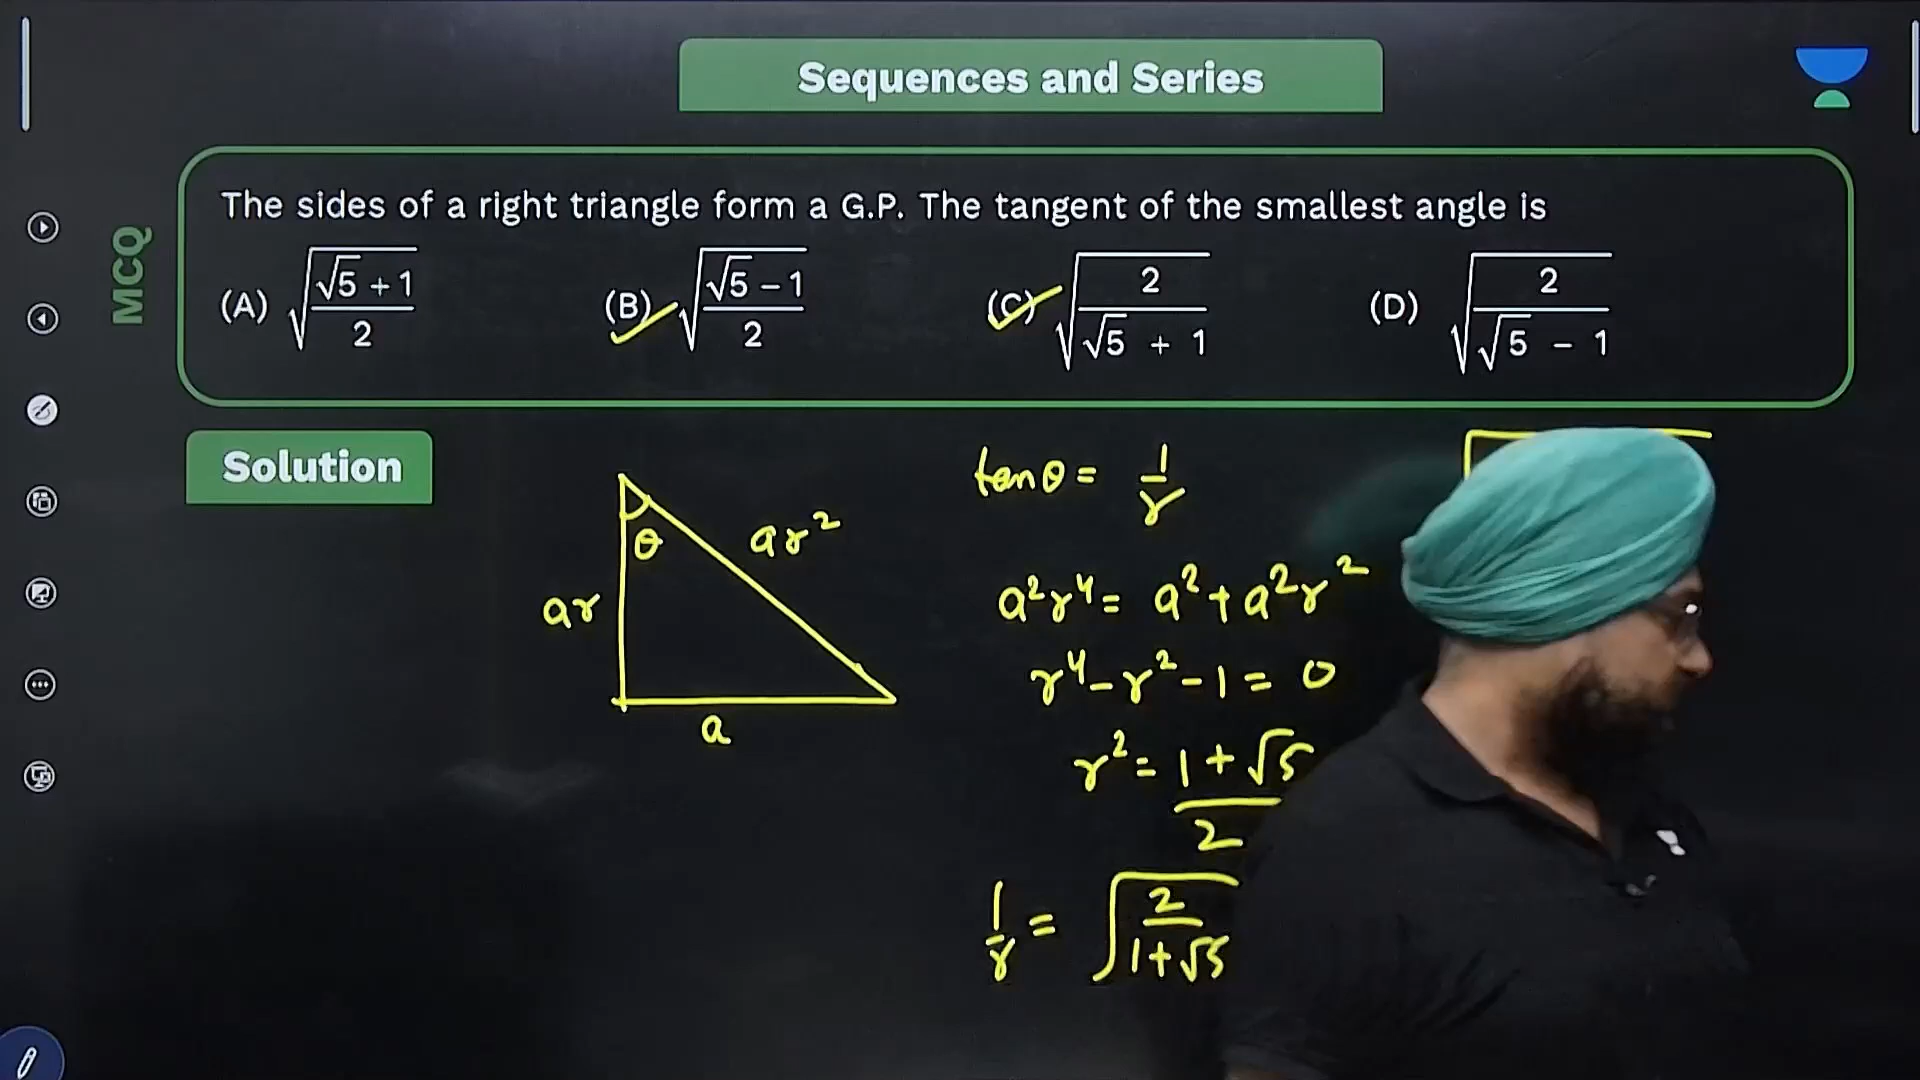 Sequences and Series
MCQ
The sides of a right triangle form a G.P. The tangent of the smallest angle is
(A) √((√5 + 1)/2) (B) √((√5 − 1)/2) (C) √(2/(√5 + 1)) (D) √(2/(√5 − 1))
Solution
θ
ar²
ar
a
tanθ = 1/r
a²r⁴ = a² + a²r²
r⁴ − r² − 1 = 0
r² = (1 + √5)/2
1/r = √(2/(1+√5))